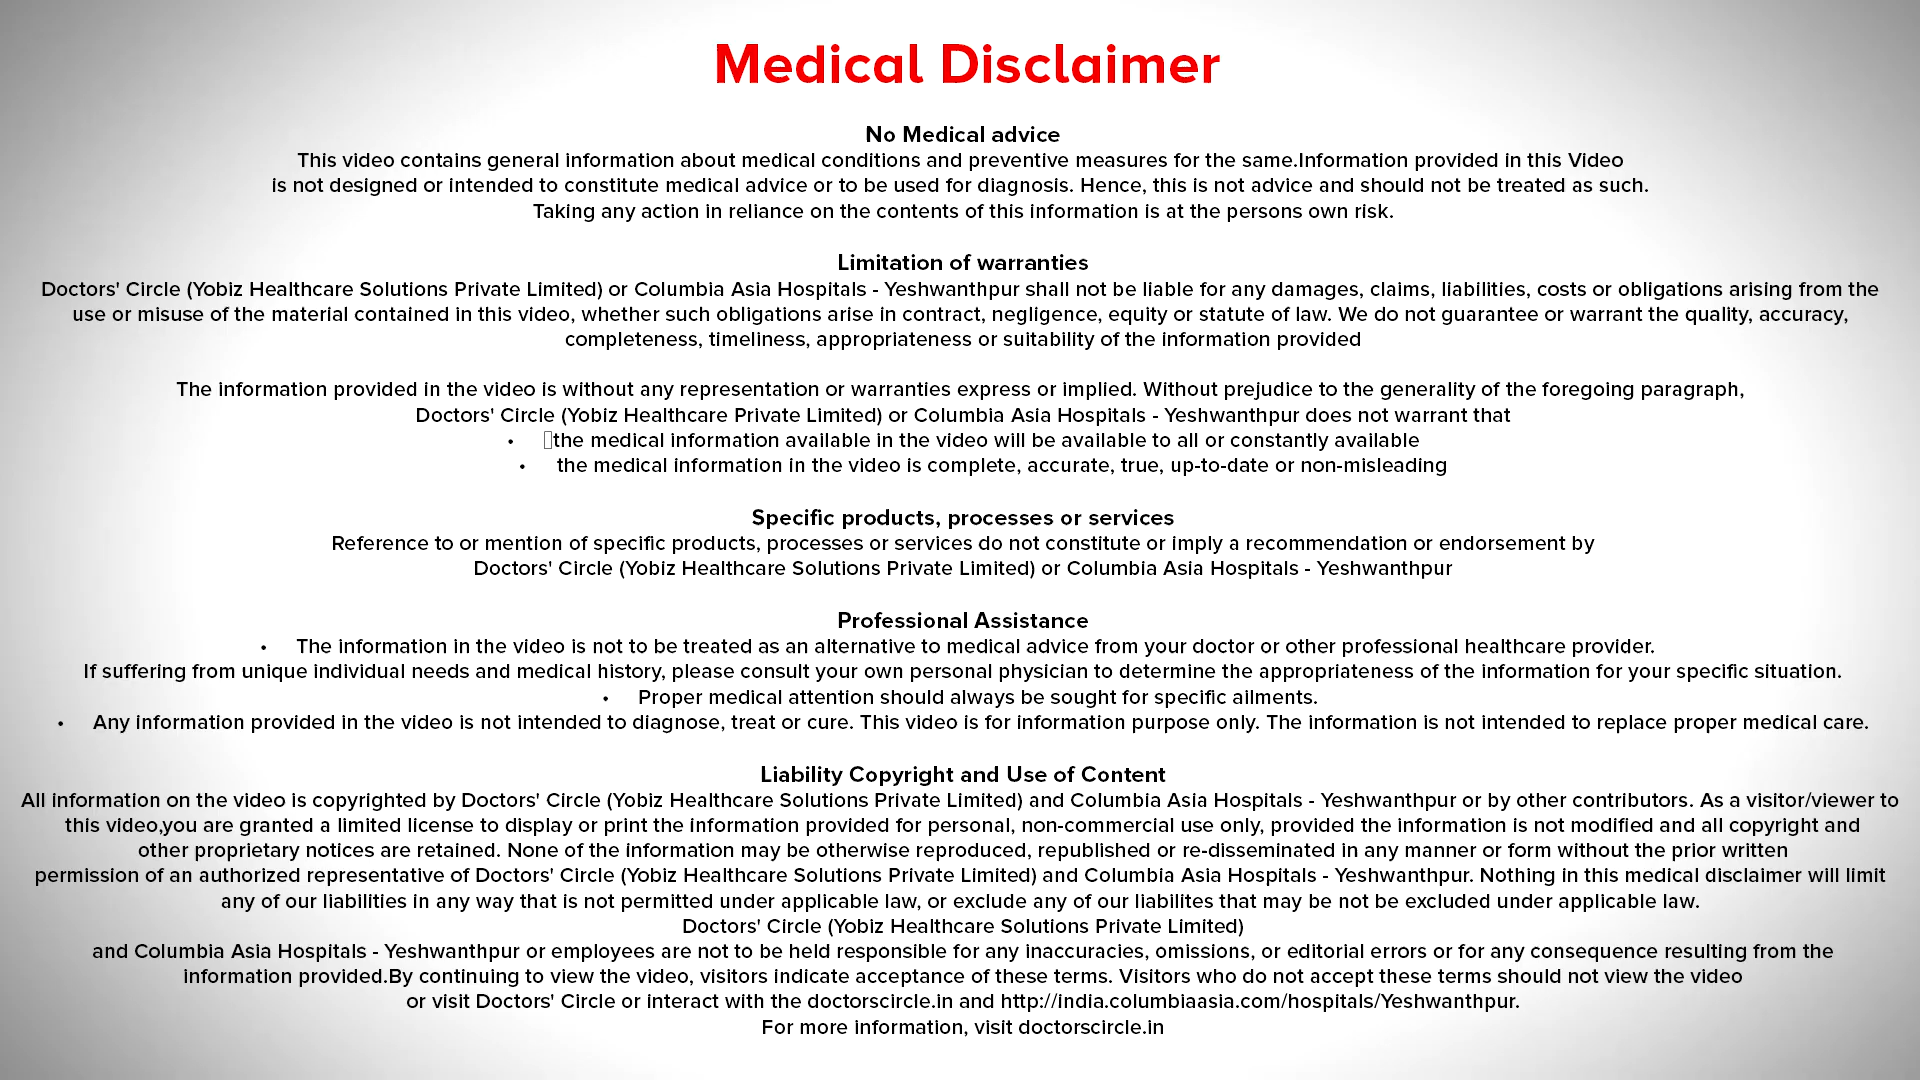 Medical Disclaimer
No Medical advice
This video contains general information about medical conditions and preventive measures for the same.Information provided in this Video
is not designed or intended to constitute medical advice or to be used for diagnosis. Hence, this is not advice and should not be treated as such.
Taking any action in reliance on the contents of this information is at the persons own risk.
Limitation of warranties
Doctors' Circle (Yobiz Healthcare Solutions Private Limited) or Columbia Asia Hospitals - Yeshwanthpur shall not be liable for any damages, claims, liabilities, costs or obligations arising from the
use or misuse of the material contained in this video, whether such obligations arise in contract, negligence, equity or statute of law. We do not guarantee or warrant the quality, accuracy,
completeness, timeliness, appropriateness or suitability of the information provided
The information provided in the video is without any representation or warranties express or implied. Without prejudice to the generality of the foregoing paragraph,
Doctors' Circle (Yobiz Healthcare Private Limited) or Columbia Asia Hospitals - Yeshwanthpur does not warrant that
• the medical information available in the video will be available to all or constantly available
• the medical information in the video is complete, accurate, true, up-to-date or non-misleading
Specific products, processes or services
Reference to or mention of specific products, processes or services do not constitute or imply a recommendation or endorsement by
Doctors' Circle (Yobiz Healthcare Solutions Private Limited) or Columbia Asia Hospitals - Yeshwanthpur
Professional Assistance
• The information in the video is not to be treated as an alternative to medical advice from your doctor or other professional healthcare provider.
If suffering from unique individual needs and medical history, please consult your own personal physician to determine the appropriateness of the information for your specific situation.
• Proper medical attention should always be sought for specific ailments.
• Any information provided in the video is not intended to diagnose, treat or cure. This video is for information purpose only. The information is not intended to replace proper medical care.
Liability Copyright and Use of Content
All information on the video is copyrighted by Doctors' Circle (Yobiz Healthcare Solutions Private Limited) and Columbia Asia Hospitals - Yeshwanthpur or by other contributors. As a visitor/viewer to
this video,you are granted a limited license to display or print the information provided for personal, non-commercial use only, provided the information is not modified and all copyright and
other proprietary notices are retained. None of the information may be otherwise reproduced, republished or re-disseminated in any manner or form without the prior written
permission of an authorized representative of Doctors' Circle (Yobiz Healthcare Solutions Private Limited) and Columbia Asia Hospitals - Yeshwanthpur. Nothing in this medical disclaimer will limit
any of our liabilities in any way that is not permitted under applicable law, or exclude any of our liabilites that may be not be excluded under applicable law.
Doctors' Circle (Yobiz Healthcare Solutions Private Limited)
and Columbia Asia Hospitals - Yeshwanthpur or employees are not to be held responsible for any inaccuracies, omissions, or editorial errors or for any consequence resulting from the
information provided.By continuing to view the video, visitors indicate acceptance of these terms. Visitors who do not accept these terms should not view the video
or visit Doctors' Circle or interact with the doctorscircle.in and http://india.columbiaasia.com/hospitals/Yeshwanthpur.
For more information, visit doctorscircle.in